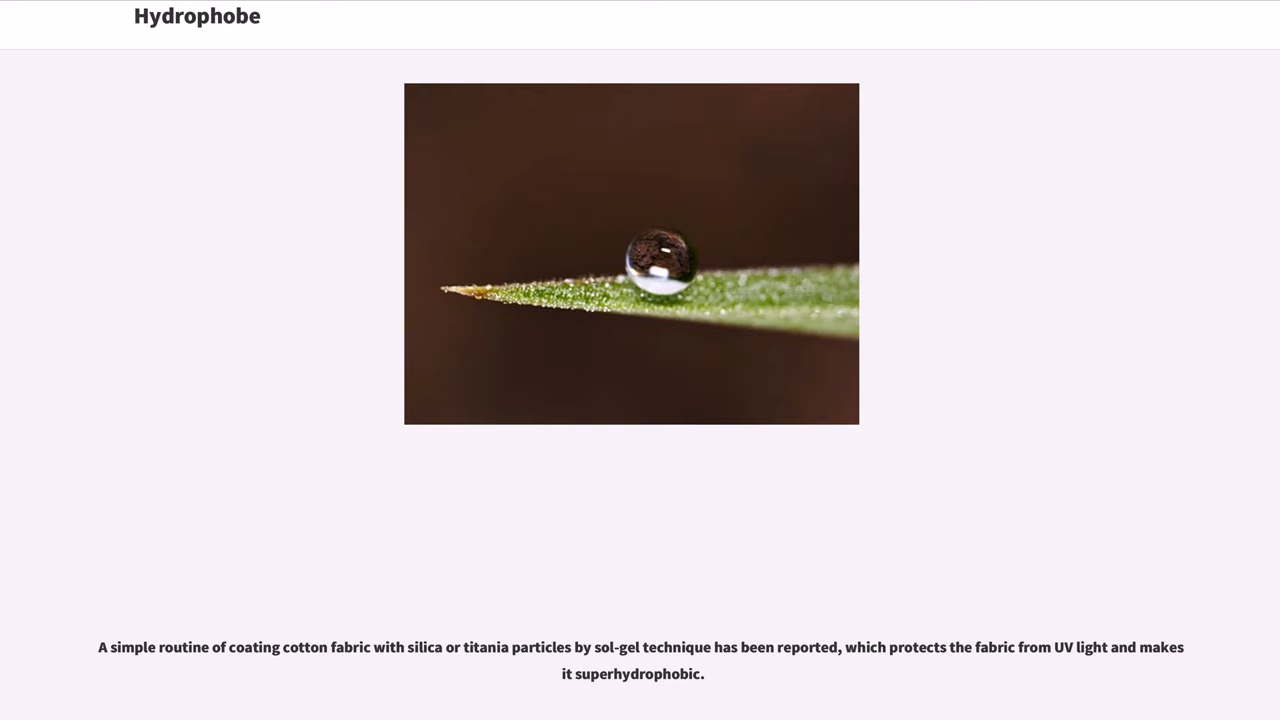 Hydrophobe
A simple routine of coating cotton fabric with silica or titania particles by sol-gel technique has been reported, which protects the fabric from UV light and makes
it superhydrophobic.